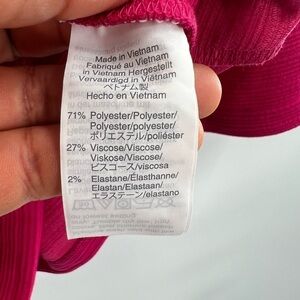 Made in Vietnam
Fabriqué au Vietnam
in Vietnam Hergestellt
Vervaardigd in Vietnam
ベトナム製
Hecho en Vietnam
71% Polyester/Polyester/
Polyester/polyester/
ポリエステル/poliéster
27% Viscose/Viscose/
Viskose/Viscose/
ビスコース/viscosa
2% Elastane/Élasthanne/
Elastan/Elastaan/
エラステーン/elastano